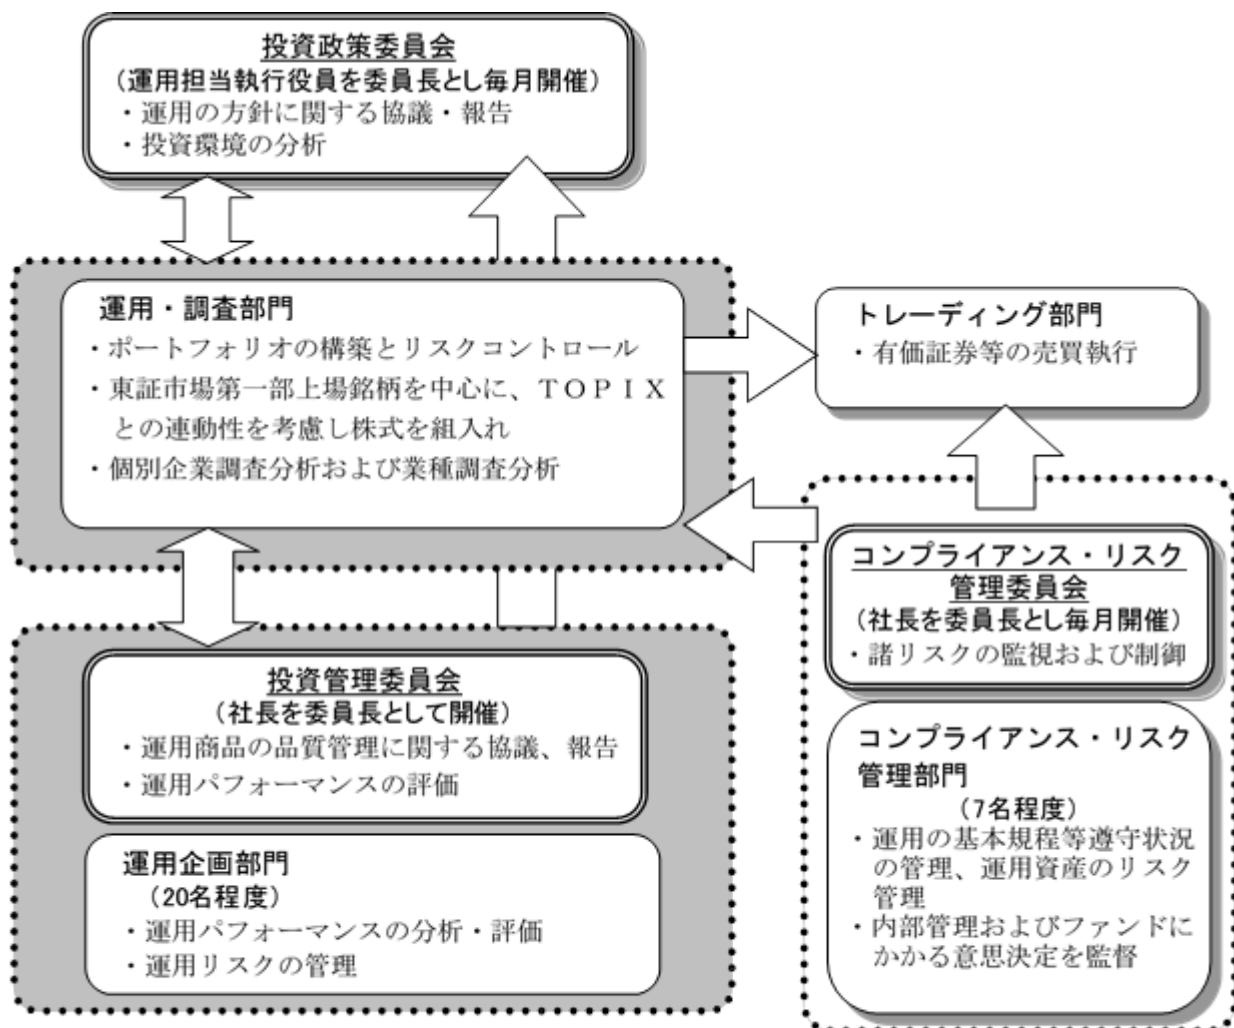 投資政策委員会
（運用担当執行役員を委員長とし毎月開催）
・運用の方針に関する協議・報告
・投資環境の分析
運用・調査部門
・ポートフォリオの構築とリスクコントロール
・東証市場第一部上場銘柄を中心に、ＴＯＰＩＸ
との連動性を考慮し株式を組入れ
・個別企業調査分析および業種調査分析
トレーディング部門
・有価証券等の売買執行
投資管理委員会
（社長を委員長として開催）
・運用商品の品質管理に関する協議、報告
・運用パフォーマンスの評価
運用企画部門
（20名程度）
・運用パフォーマンスの分析・評価
・運用リスクの管理
コンプライアンス・リスク
管理委員会
（社長を委員長とし毎月開催）
・諸リスクの監視および制御
コンプライアンス・リスク
管理部門
（7名程度）
・運用の基本規程等遵守状況
の管理、運用資産のリスク
管理
・内部管理およびファンドに
かかる意思決定を監督